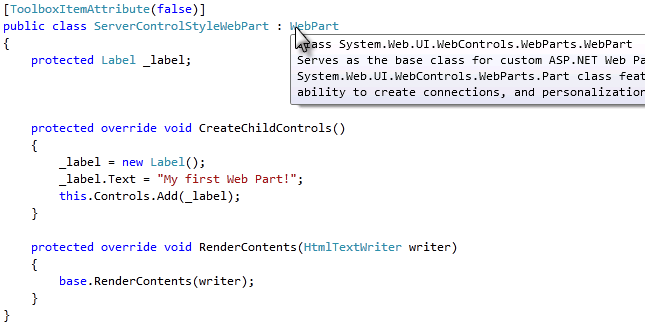 [ToolboxItemAttribute(false)]
public class ServerControlStyleWebPart : WebPart
{
class System.Web.UI.WebControls.WebParts.WebPart
protected Label _label;
Serves as the base class for custom ASP.NET Web Pa
System.Web.UI.WebControls.WebParts.Part class feat
ability to create connections, and personalization
protected override void CreateChildControls()
{
_label = new Label();
_label.Text = "My first Web Part!";
this.Controls.Add(_label);
}
protected override void RenderContents(HtmlTextWriter writer)
{
base.RenderContents(writer);
}
}